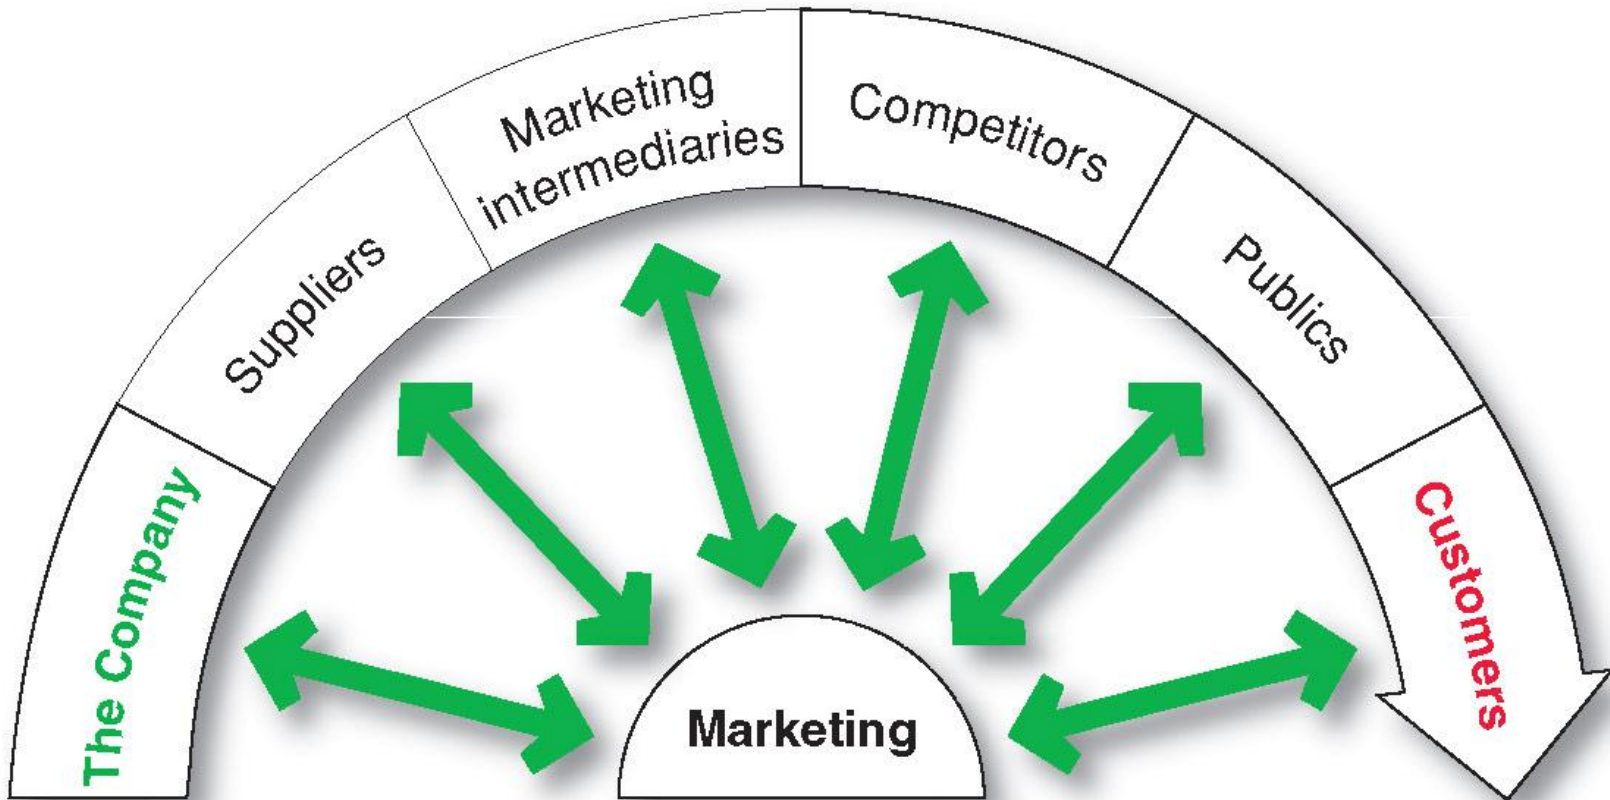 The Company
Suppliers
Marketing
intermediaries
Competitors
Publics
Customers
Marketing